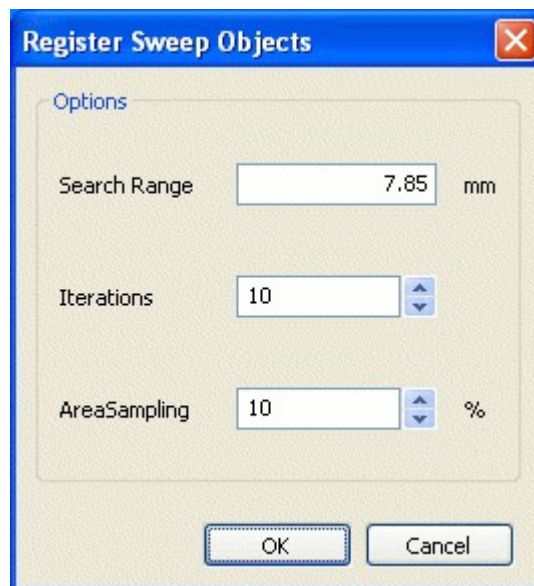 Register Sweep Objects
Options
Search Range 7.85 mm
Iterations 10
AreaSampling 10 %
OK Cancel